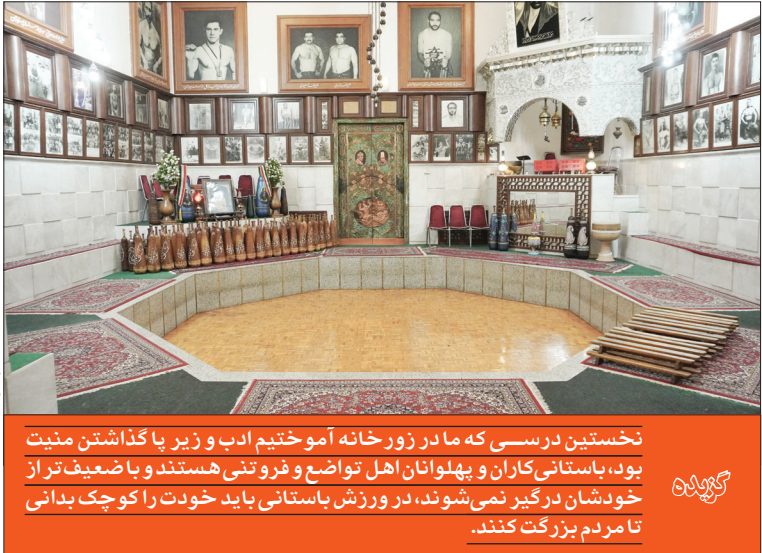 نخستین درسی که ما در زورخانه آموختیم ادب و زیر پا گذاشتن منیت
بود، باستانی‌کاران و پهلوانان اهل تواضع و فروتنی هستند و با ضعیف‌تر از
خودشان درگیر نمی‌شوند، در ورزش باستانی باید خودت را کوچک بدانی
تا مردم بزرگت کنند.
گزیده